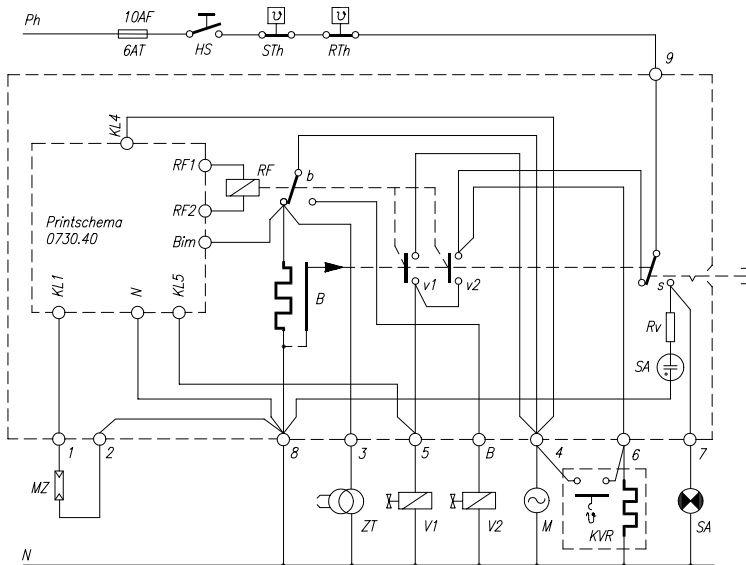 Ph
10AF
6AT
HS
STh
RTh
9
KL4
RF1
RF
b
Printschema
0730.40
RF2
Bim
KL1
N
KL5
B
v1
v2
s
Rv
SA
1
2
8
3
5
B
4
6
7
MZ
ZT
V1
V2
M
KVR
SA
N